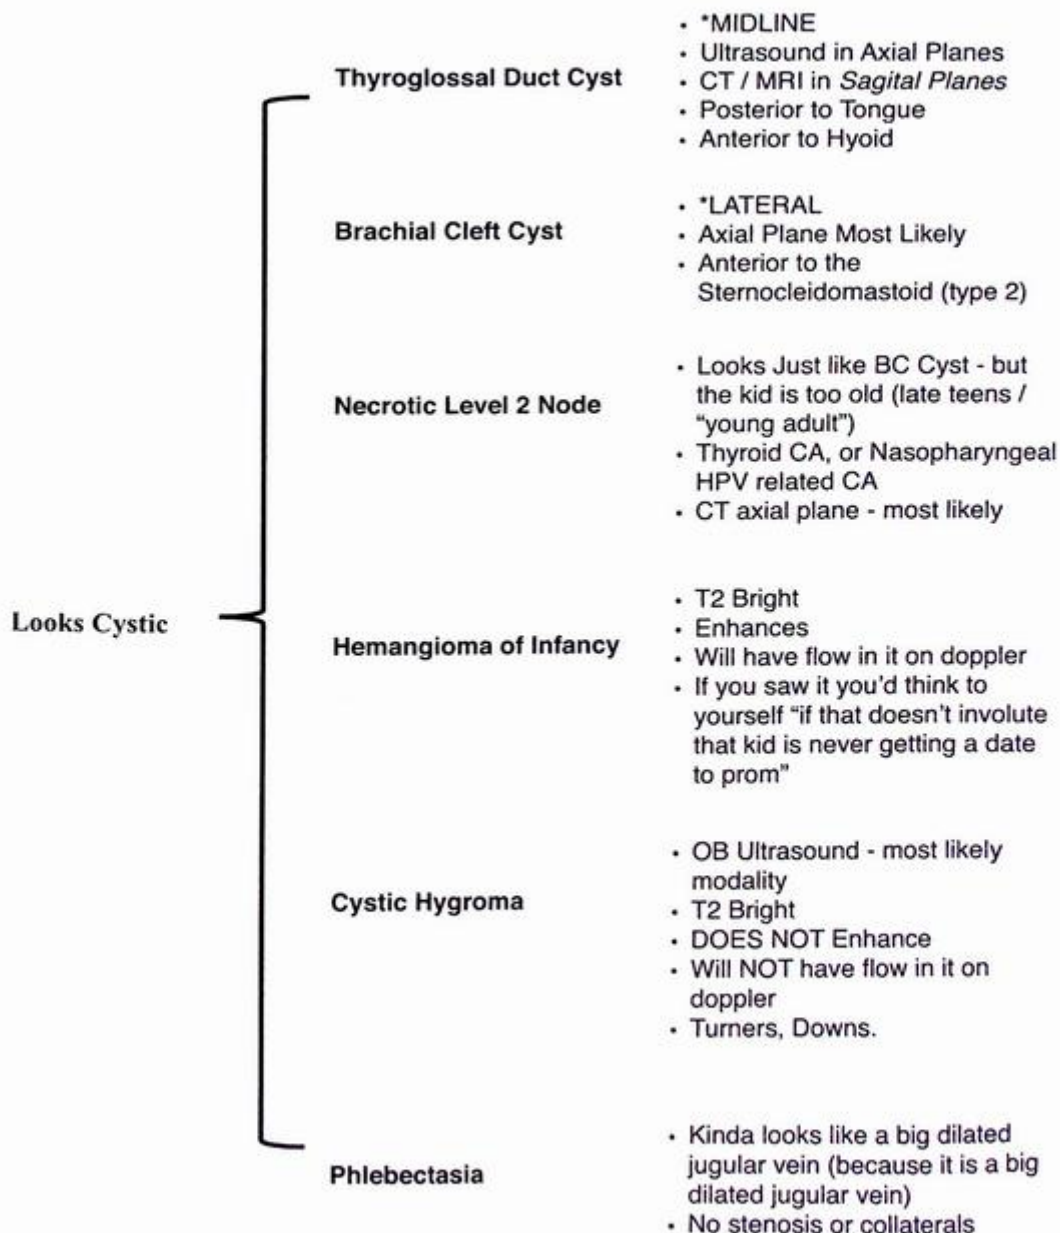 Looks Cystic
Thyroglossal Duct Cyst
• *MIDLINE
• Ultrasound in Axial Planes
• CT / MRI in Sagital Planes
• Posterior to Tongue
• Anterior to Hyoid
Brachial Cleft Cyst
• *LATERAL
• Axial Plane Most Likely
• Anterior to the
Sternocleidomastoid (type 2)
Necrotic Level 2 Node
• Looks Just like BC Cyst - but
the kid is too old (late teens /
“young adult”)
• Thyroid CA, or Nasopharyngeal
HPV related CA
• CT axial plane - most likely
Hemangioma of Infancy
• T2 Bright
• Enhances
• Will have flow in it on doppler
• If you saw it you’d think to
yourself “if that doesn’t involute
that kid is never getting a date
to prom”
Cystic Hygroma
• OB Ultrasound - most likely
modality
• T2 Bright
• DOES NOT Enhance
• Will NOT have flow in it on
doppler
• Turners, Downs.
Phlebectasia
• Kinda looks like a big dilated
jugular vein (because it is a big
dilated jugular vein)
• No stenosis or collaterals